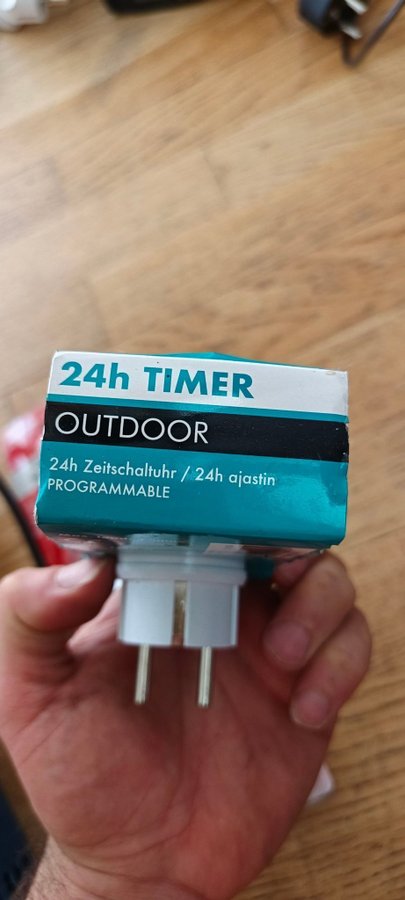 24h TIMER
OUTDOOR
24h Zeitschaltuhr / 24h ajastin
PROGRAMMABLE